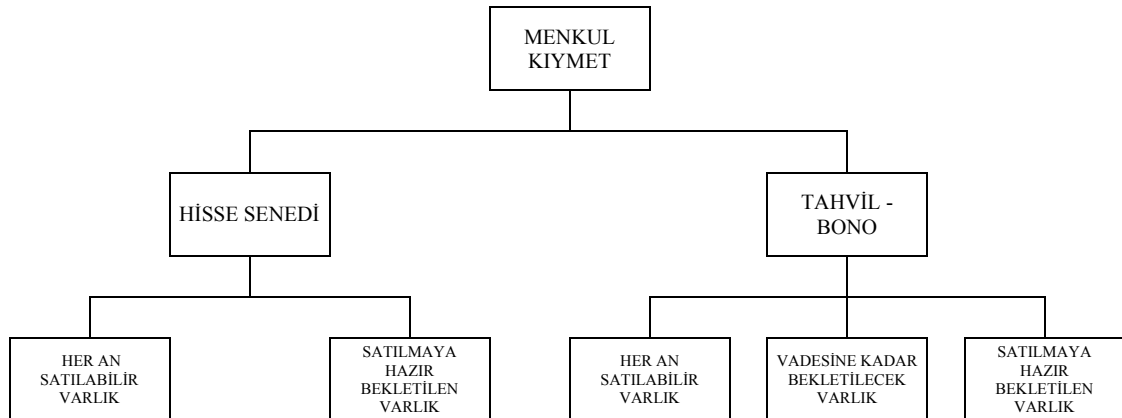 MENKUL
KIYMET
HİSSE SENEDİ
TAHVİL -
BONO
HER AN
SATILABİLİR
VARLIK
SATILMAYA
HAZIR
BEKLETİLEN
VARLIK
HER AN
SATILABİLİR
VARLIK
VADESİNE KADAR
BEKLETİLECEK
VARLIK
SATILMAYA
HAZIR
BEKLETİLEN
VARLIK